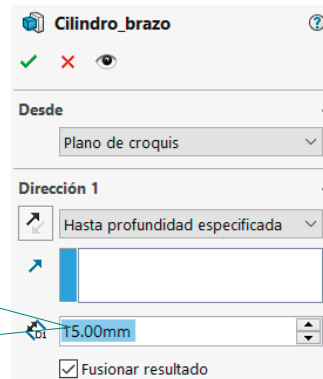 Cilindro_brazo
Desde
Plano de croquis
Dirección 1
Hasta profundidad especificada
D1
15.00mm
Fusionar resultado